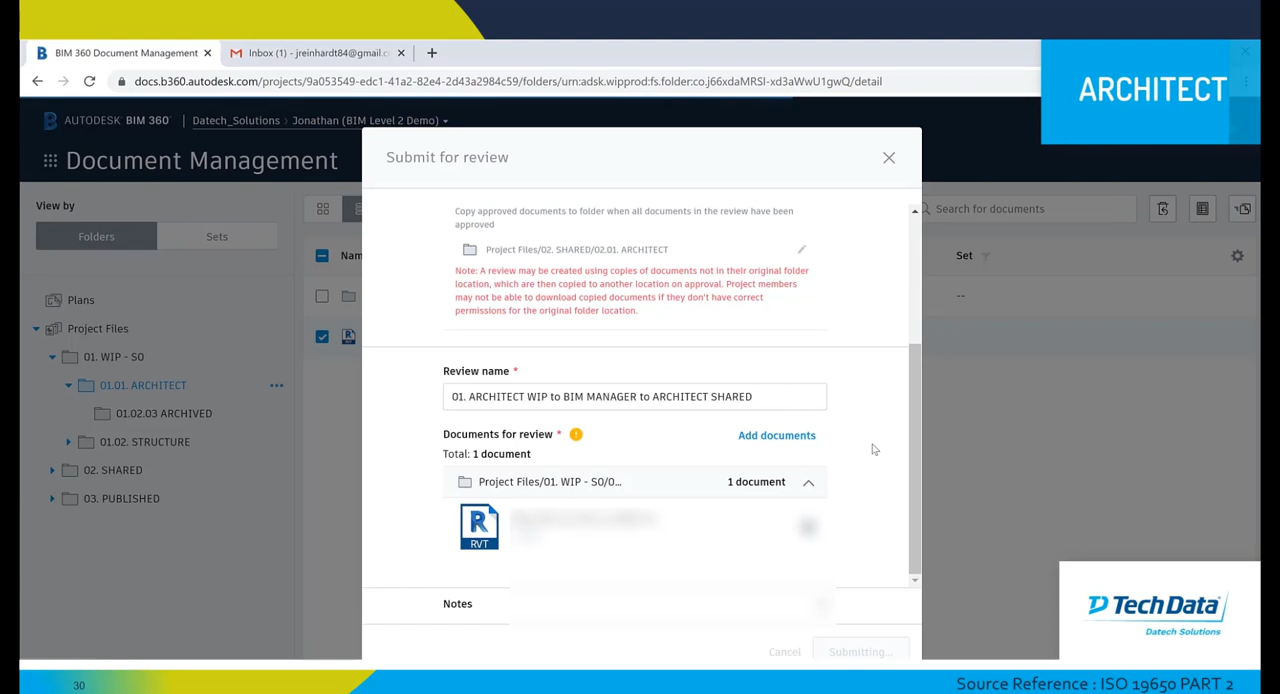 BIM 360 Document Management
Inbox (1) - jreinhardt84@gmail.c
docs.b360.autodesk.com/projects/9a053549-edc1-41a2-82e4-2d43a2984c59/folders/urn:adsk.wipprod:fs.folder:co.j66xdaMRSI-xd3aWwU1gwQ/detail
ARCHITECT
AUTODESK® BIM 360® Datech_Solutions > Jonathan (BIM Level 2 Demo)
Document Management
Submit for review
View by
Folders
Sets
Search for documents
Nam
Set
--
Plans
Project Files
01. WIP - S0
01.01. ARCHITECT
01.02.03 ARCHIVED
01.02. STRUCTURE
02. SHARED
03. PUBLISHED
Copy approved documents to folder when all documents in the review have been
approved
Project Files/02. SHARED/02.01. ARCHITECT
Note: A review may be created using copies of documents not in their original folder
location, which are then copied to another location on approval. Project members
may not be able to download copied documents if they don't have correct
permissions for the original folder location.
Review name *
01. ARCHITECT WIP to BIM MANAGER to ARCHITECT SHARED
Documents for review *
Add documents
Total: 1 document
Project Files/01. WIP - S0/0...
1 document
R
RVT
Notes
Cancel
Submitting...
TechData
Datech Solutions
30
Source Reference : ISO 19650 PART 2